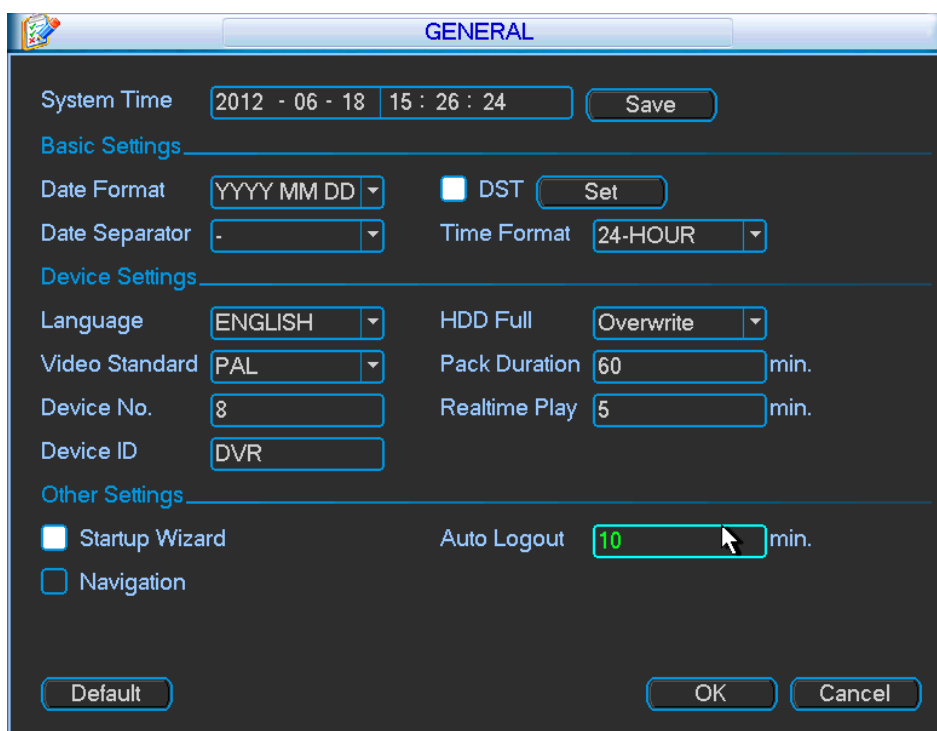 GENERAL
System Time 2012 - 06 - 18 15 : 26 : 24 Save
Basic Settings
Date Format YYYY MM DD DST Set
Date Separator - Time Format 24-HOUR
Device Settings
Language ENGLISH HDD Full Overwrite
Video Standard PAL Pack Duration 60 min.
Device No. 8 Realtime Play 5 min.
Device ID DVR
Other Settings
Startup Wizard Auto Logout 10 min.
Navigation
Default OK Cancel